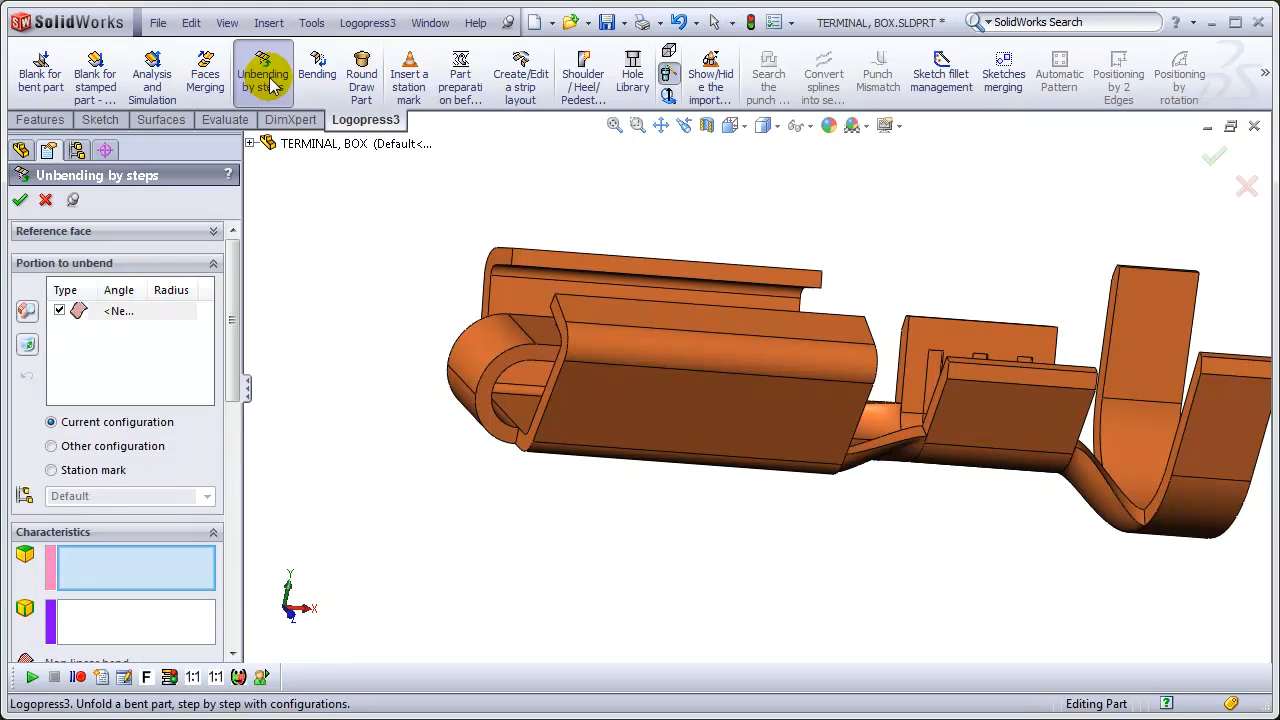 SOLIDWORKS File Edit View Insert Tools Logopress3 Window Help TERMINAL, BOX.SLDPRT * SolidWorks Search ?
Blank for bent part
Blank for stamped part - ...
Analysis and Simulation
Faces Merging
Unbending by steps
Bending
Round Draw Part
Insert a station mark
Part preparati on bef...
Create/Edit a strip layout
Shoulder / Heel / Pedest...
Hole Library
Show/Hid e the import...
Search the punch ...
Convert splines into se...
Punch Mismatch
Sketch fillet management
Sketches merging
Automatic Pattern
Positioning by 2 Edges
Positioning by rotation
Features Sketch Surfaces Evaluate DimXpert Logopress3
TERMINAL, BOX (Default<...
Unbending by steps ?
Reference face
Portion to unbend
Type Angle Radius
<Ne...
Current configuration
Other configuration
Station mark
Default
Characteristics
Y
X
Z
F 1:1 1:1
Logopress3. Unfold a bent part, step by step with configurations. Editing Part ?